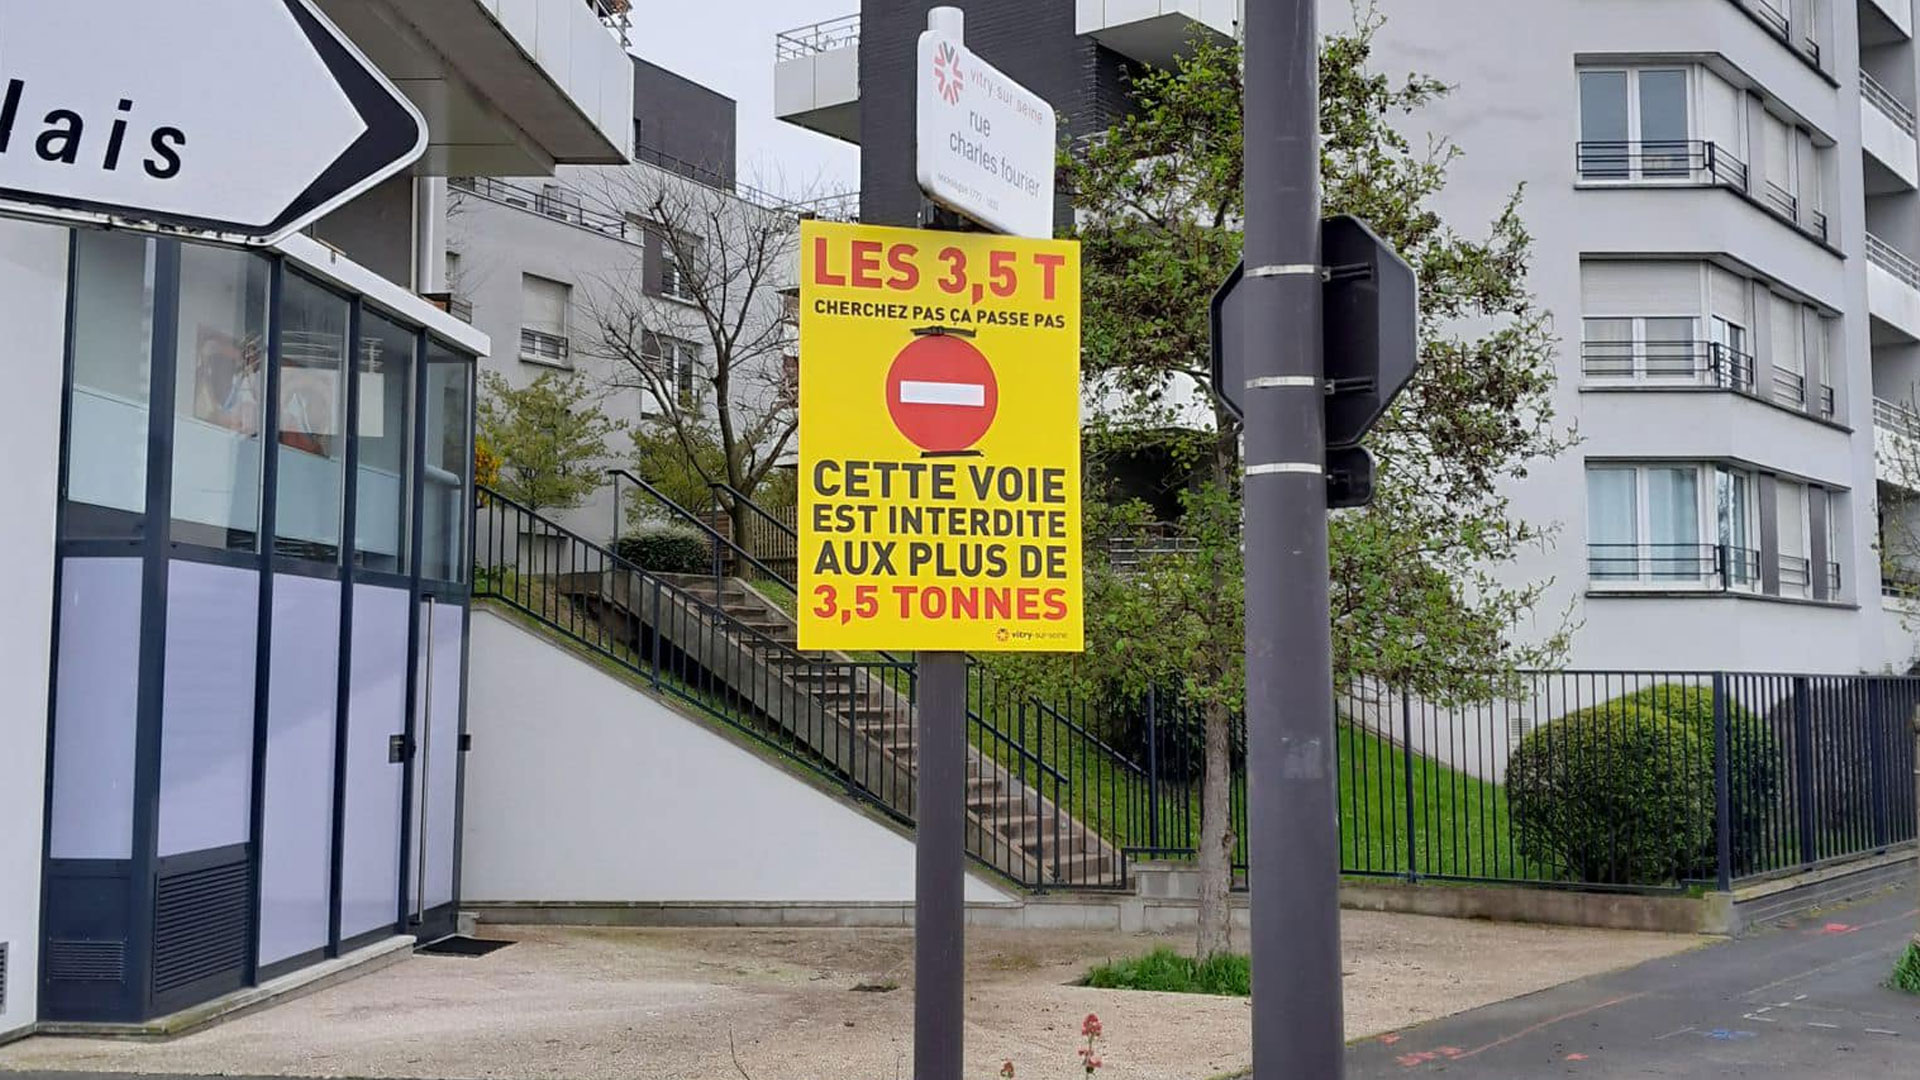 lais
vitry sur seine
rue
charles fourier
LES 3,5 T
CHERCHEZ PAS ÇA PASSE PAS
CETTE VOIE
EST INTERDITE
AUX PLUS DE
3,5 TONNES
vitry-sur-seine